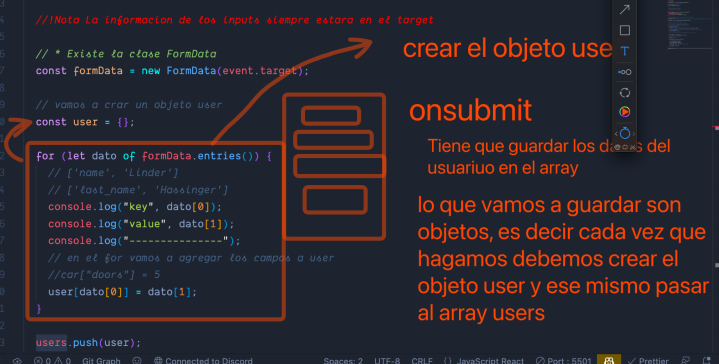 //!Nota La informacion de los inputs siempre estara en el target
// * Existe la clase FormData
const formData = new FormData(event.target);
// vamos a crar un objeto user
const user = {};
for (let dato of formData.entries()) {
// ['name', 'Linder']
// ['last_name', 'Hassinger']
console.log("key", dato[0]);
console.log("value", dato[1]);
console.log("---------------");
// en el for vamos a agregar los campos a user
//car["doors"] = 5
user[dato[0]] = dato[1];
}
users.push(user);
crear el objeto use
onsubmit
Tiene que guardar los da del
usuariuo en el array
lo que vamos a guardar son
objetos, es decir cada vez que
hagamos debemos crear el
objeto user y ese mismo pasar
al array users
T
0 0 Git Graph Connected to Discord Spaces: 2 UTF-8 CRLF {} JavaScript React Port : 5501 Prettier